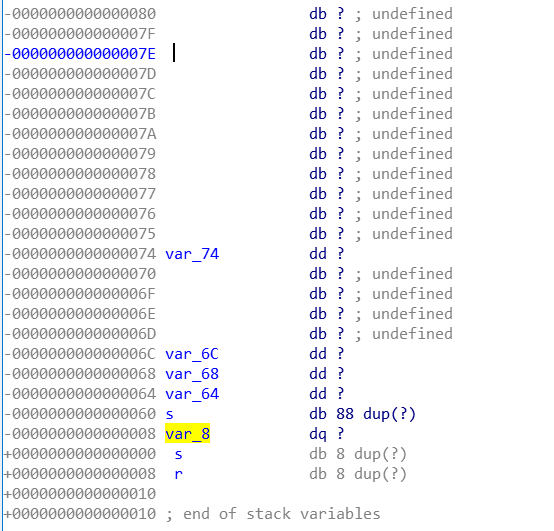 -0000000000000080 db ? ; undefined
-000000000000007F db ? ; undefined
-000000000000007E db ? ; undefined
-000000000000007D db ? ; undefined
-000000000000007C db ? ; undefined
-000000000000007B db ? ; undefined
-000000000000007A db ? ; undefined
-0000000000000079 db ? ; undefined
-0000000000000078 db ? ; undefined
-0000000000000077 db ? ; undefined
-0000000000000076 db ? ; undefined
-0000000000000075 db ? ; undefined
-0000000000000074 var_74 dd ?
-0000000000000070 db ? ; undefined
-000000000000006F db ? ; undefined
-000000000000006E db ? ; undefined
-000000000000006D db ? ; undefined
-000000000000006C var_6C dd ?
-0000000000000068 var_68 dd ?
-0000000000000064 var_64 dd ?
-0000000000000060 s db 88 dup(?)
-0000000000000008 var_8 dq ?
+0000000000000000 s db 8 dup(?)
+0000000000000008 r db 8 dup(?)
+0000000000000010
+0000000000000010 ; end of stack variables